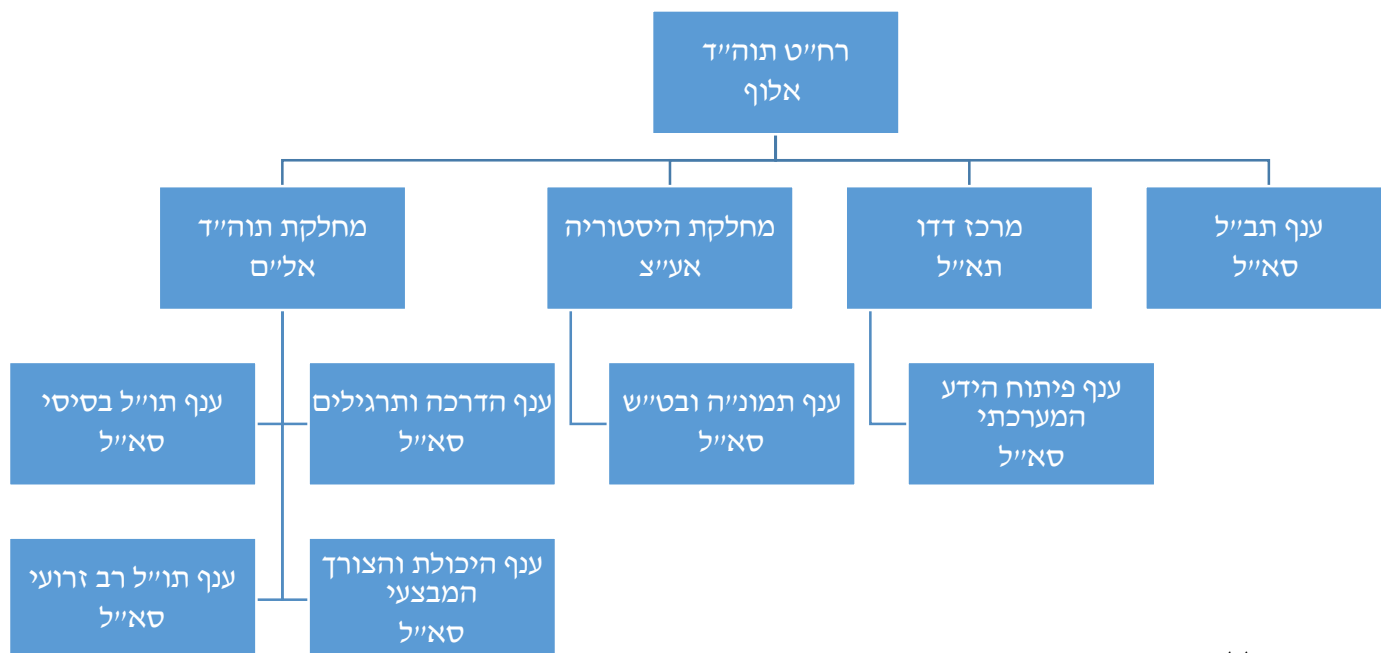 רח״ט תוה״ד
אלוף
ענף תב״ל
סא״ל
מרכז דדו
תא״ל
מחלקת היסטוריה
אע״צ
מחלקת תוה״ד
אל״ם
ענף פיתוח הידע
המערכתי
סא״ל
ענף תמונ״ה ובט״ש
סא״ל
ענף הדרכה ותרגילים
סא״ל
ענף תו״ל בסיסי
סא״ל
ענף היכולת והצורך
המבצעי
סא״ל
ענף תו״ל רב זרועי
סא״ל